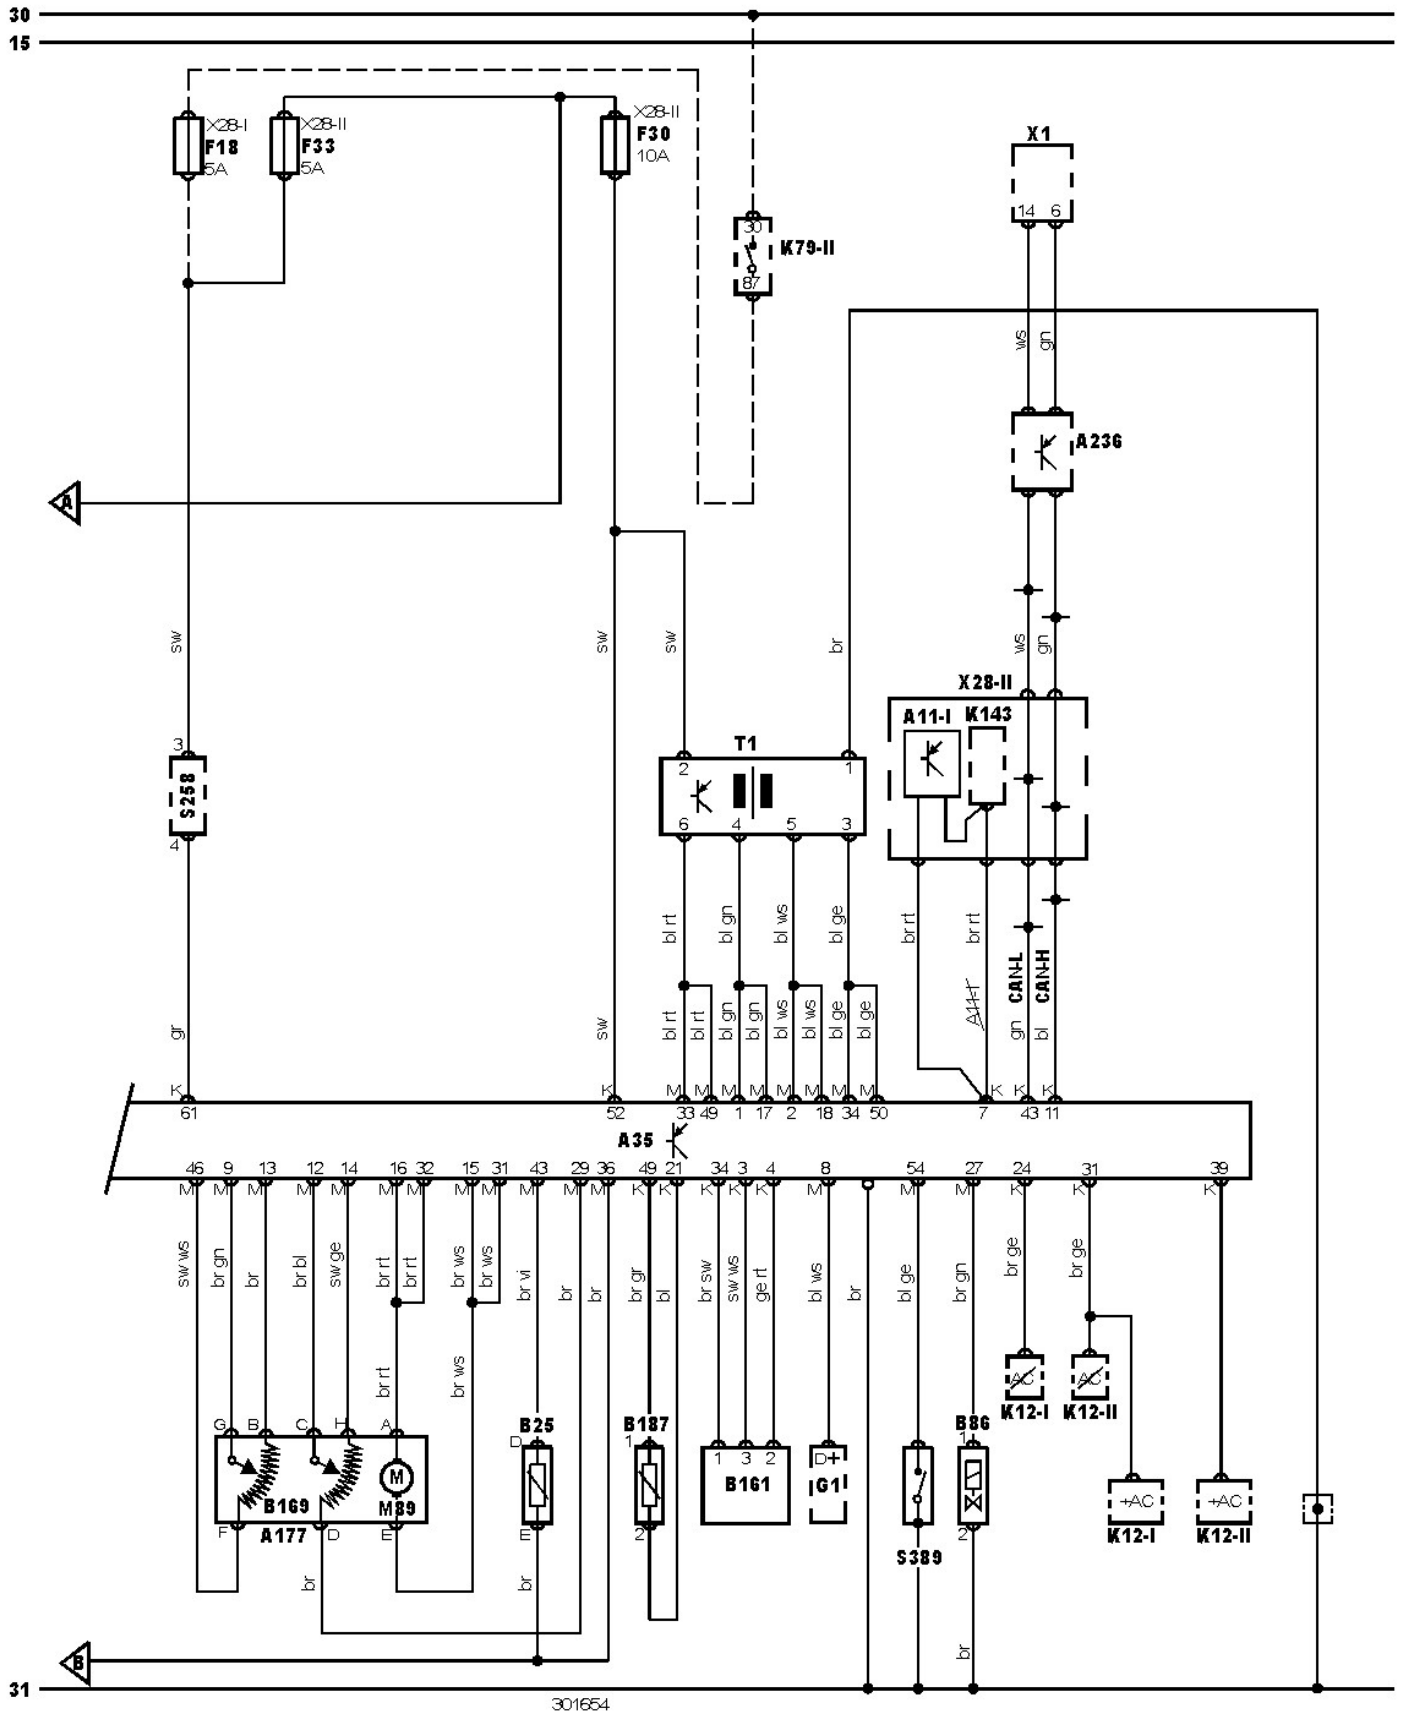 30
15
X28-I
F18
5A
X28-II
F33
5A
X28-II
F30
10A
X1
14 6
30
K79-II
87
ws gn
A236
A
sw sw sw br ws gn
X28-II
A11-I K143
T1
3
S258
4
2 1
6 4 5 3
bl rt bl gn bl ws bl ge br rt br rt
CAN-L CAN-H
A11-1
gr sw bl rt bl rt bl gn bl gn bl ws bl ws bl ge bl ge gn bl
K K M M M M M M M M K K K
61 52 33 49 1 17 2 18 34 50 7 43 11
A35
46 9 13 12 14 16 32 15 31 43 29 36 49 21 34 3 4 8 54 27 24 31 39
M M M M M M M M M M M M K K K K K M M M K K K
sw ws br gn br br bl sw ge br rt br rt br ws br ws br vi br br br gr bl br sw sw ws ge rt bl ws br bl ge br gn br ge br ge
br rt br ws
AC AC
K12-I K12-II
G B C H A
B25
D
B187
1
B86
1
M
B169 M89
F A177 D E
E
2
1 3 2
B161
D+
G1
S389
2
+AC
K12-I
+AC
K12-II
br br br
B
31
301654